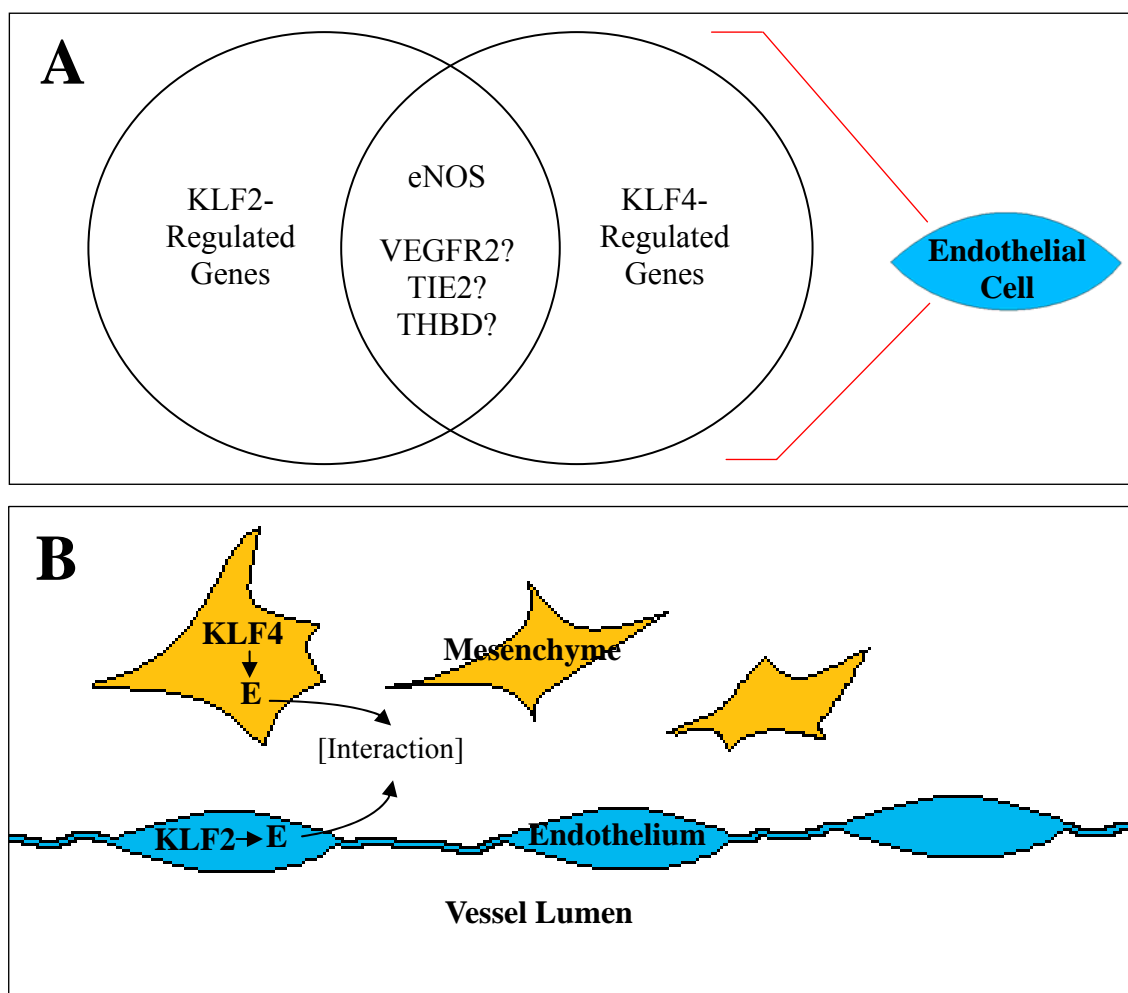 A
KLF2-
Regulated
Genes
eNOS
VEGFR2?
TIE2?
THBD?
KLF4-
Regulated
Genes
Endothelial
Cell
B
KLF4
E
Mesenchyme
[Interaction]
KLF2
E
Endothelium
Vessel Lumen